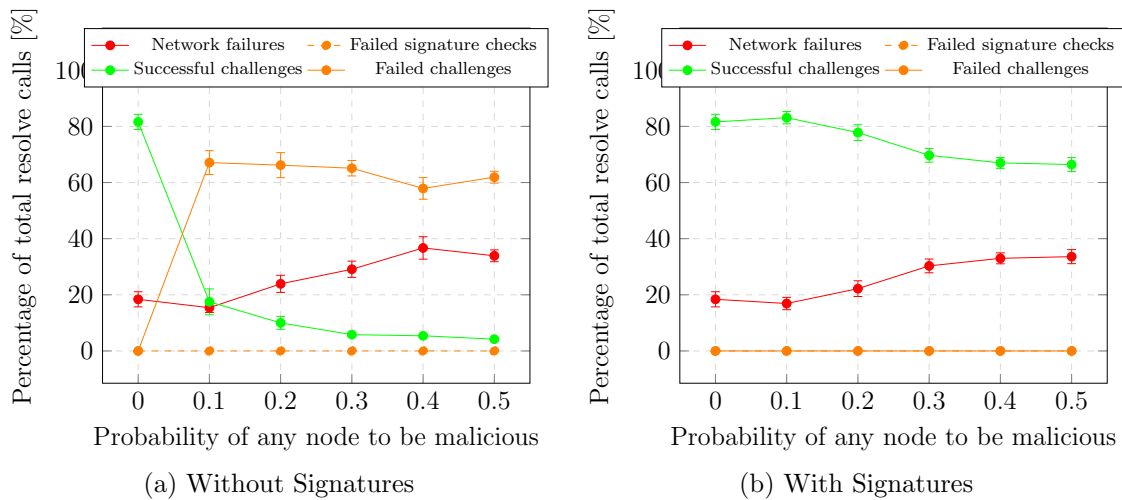 Network failures
Failed signature checks
Successful challenges
Failed challenges
Percentage of total resolve calls [%]
100
80
60
40
20
0
0 0.1 0.2 0.3 0.4 0.5
Probability of any node to be malicious
(a) Without Signatures
Network failures
Failed signature checks
Successful challenges
Failed challenges
Percentage of total resolve calls [%]
100
80
60
40
20
0
0 0.1 0.2 0.3 0.4 0.5
Probability of any node to be malicious
(b) With Signatures